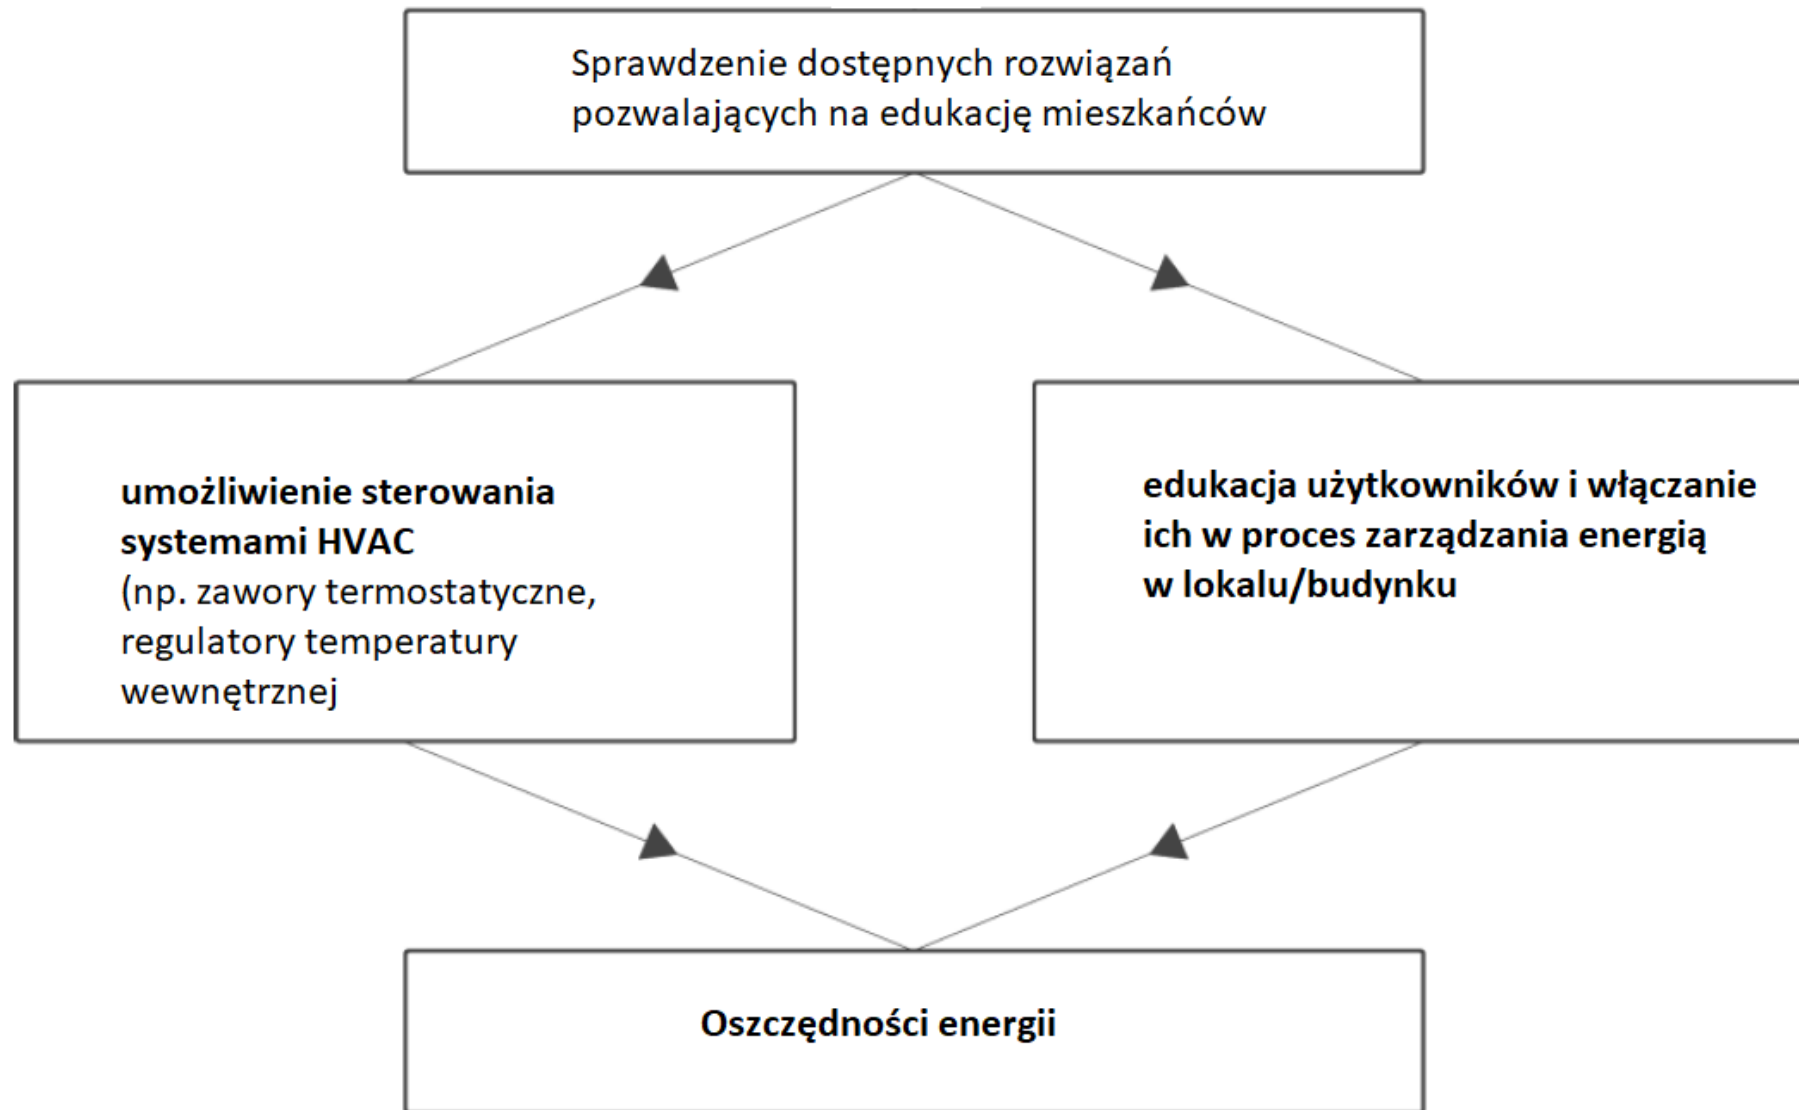 Sprawdzenie dostępnych rozwiązań
pozwalających na edukację mieszkańców
umożliwienie sterowania
systemami HVAC
(np. zawory termostatyczne,
regulatory temperatury
wewnętrznej
edukacja użytkowników i włączanie
ich w proces zarządzania energią
w lokalu/budynku
Oszczędności energii